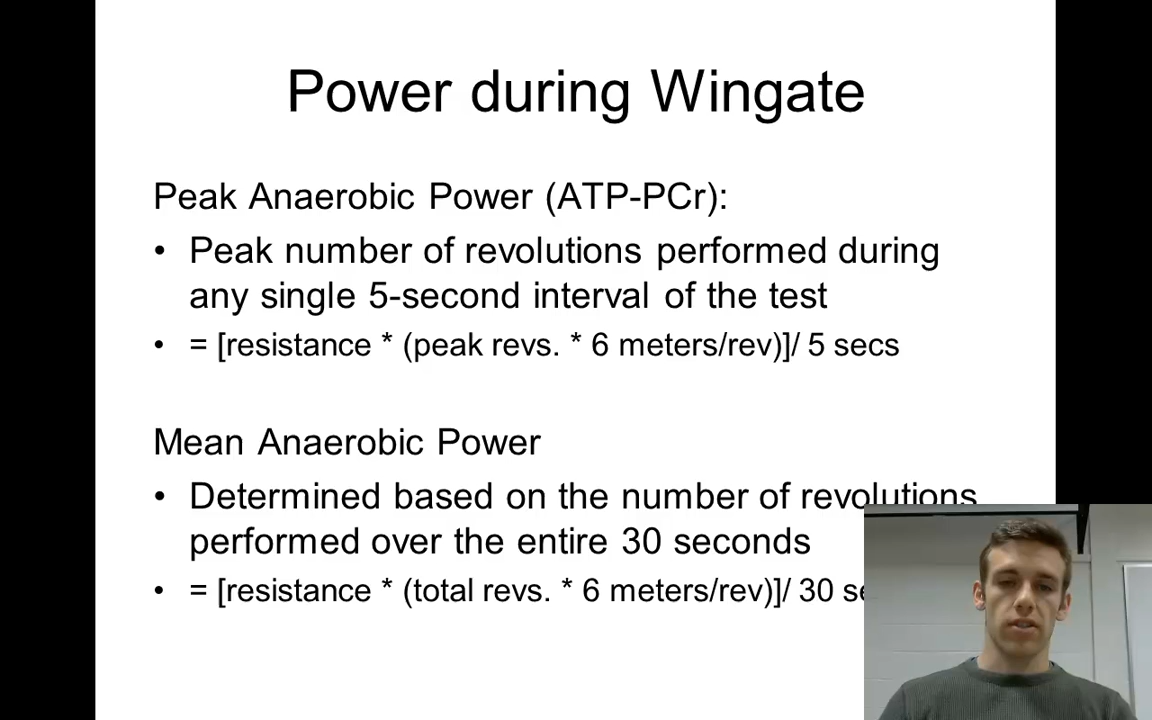 Power during Wingate
Peak Anaerobic Power (ATP-PCr):
• Peak number of revolutions performed during
any single 5-second interval of the test
• = [resistance * (peak revs. * 6 meters/rev)]/ 5 secs
Mean Anaerobic Power
• Determined based on the number of revolutions
performed over the entire 30 seconds
• = [resistance * (total revs. * 6 meters/rev)]/ 30